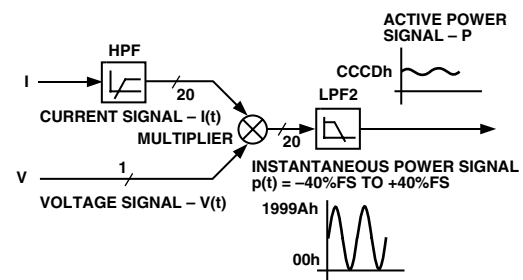 ACTIVE POWER
SIGNAL – P
HPF
CCCDh
I
20
LPF2
CURRENT SIGNAL – I(t)
MULTIPLIER
20
1
INSTANTANEOUS POWER SIGNAL
V
p(t) = –40%FS TO +40%FS
VOLTAGE SIGNAL – V(t)
1999Ah
00h